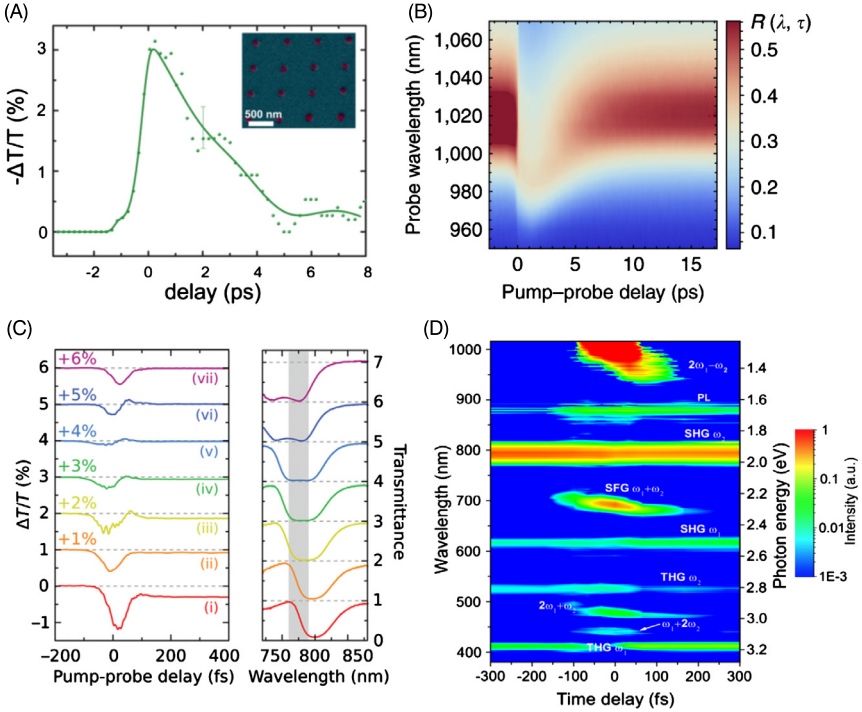 (A)
3
2
1
0
-ΔT/T (%)
500 nm
-2 0 2 4 6 8
delay (ps)
(B)
R (λ, τ)
1,060
1,040
1,020
1,000
980
960
Probe wavelength (nm)
0 5 10 15
Pump–probe delay (ps)
0.5
0.4
0.3
0.2
0.1
(C)
+6%
(vii)
+5%
(vi)
+4%
(v)
+3%
(iv)
+2%
(iii)
+1%
(ii)
(i)
6
5
4
3
2
1
0
−1
ΔT/T (%)
−200 0 200 400
Pump-probe delay (fs)
7
6
5
4
3
2
1
0
Transmittance
750 800 850
Wavelength (nm)
(D)
1000
900
800
700
600
500
400
Wavelength (nm)
2ω₁−ω₂
PL
SHG ω₂
SFG ω₁+ω₂
SHG ω₁
THG ω₂
2ω₁+ω₂
ω₁+2ω₂
THG ω₁
1.4
1.6
1.8
2.0
2.2
2.4
2.6
2.8
3.0
3.2
Photon energy (eV)
-300 -200 -100 0 100 200 300
Time delay (fs)
1
0.1
0.01
1E-3
Intensity (a.u.)